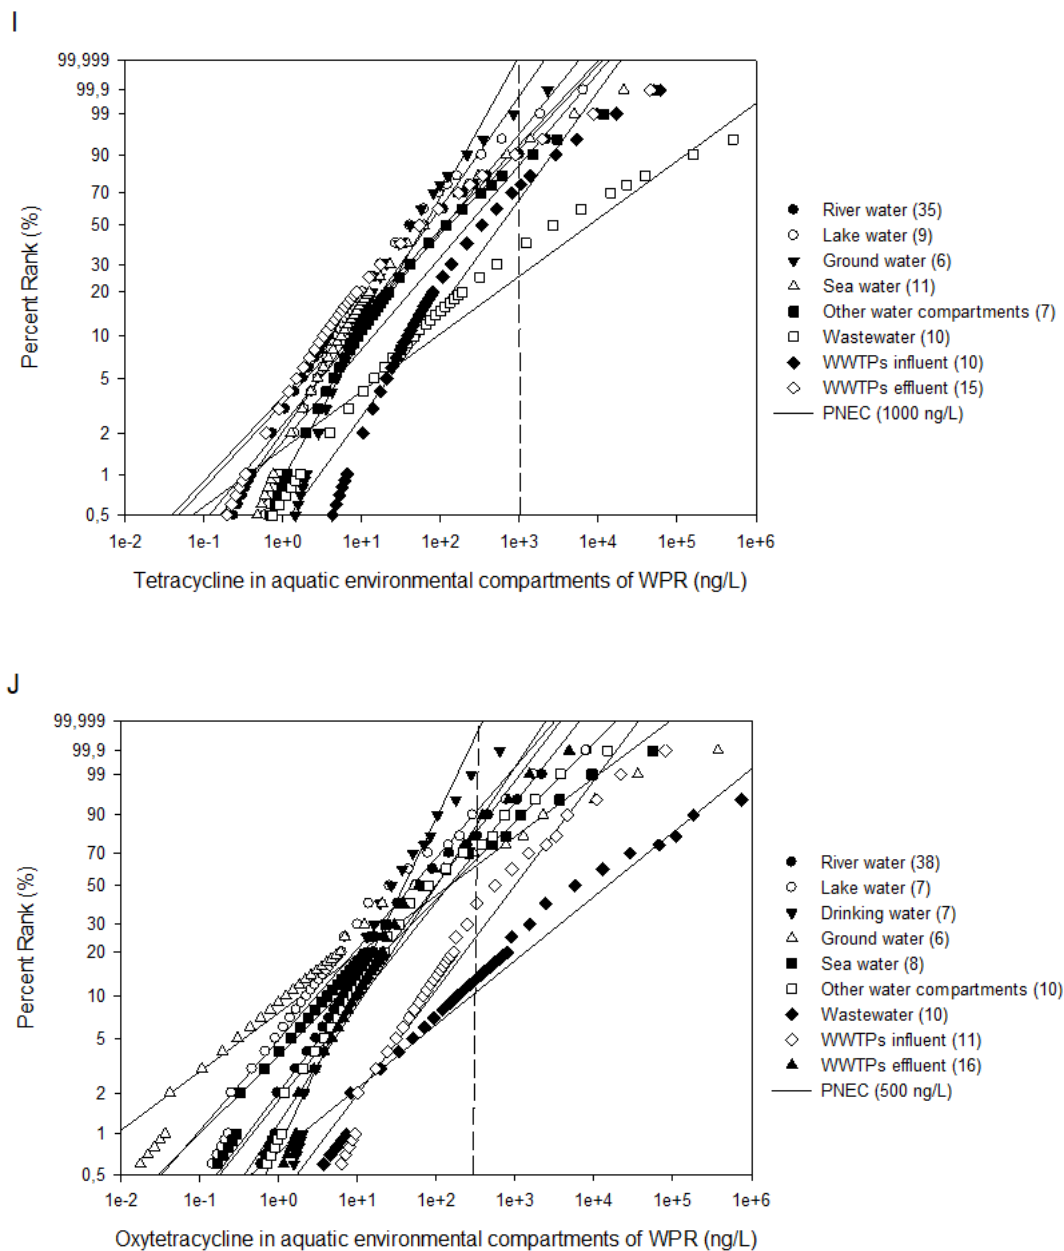 I
99,999
99,9
99
90
70
50
30
20
10
5
2
1
0,5
Percent Rank (%)
1e-2 1e-1 1e+0 1e+1 1e+2 1e+3 1e+4 1e+5 1e+6
Tetracycline in aquatic environmental compartments of WPR (ng/L)
River water (35)
Lake water (9)
Ground water (6)
Sea water (11)
Other water compartments (7)
Wastewater (10)
WWTPs influent (10)
WWTPs effluent (15)
PNEC (1000 ng/L)
J
99,999
99,9
99
90
70
50
30
20
10
5
2
1
0,5
Percent Rank (%)
1e-2 1e-1 1e+0 1e+1 1e+2 1e+3 1e+4 1e+5 1e+6
Oxytetracycline in aquatic environmental compartments of WPR (ng/L)
River water (38)
Lake water (7)
Drinking water (7)
Ground water (6)
Sea water (8)
Other water compartments (10)
Wastewater (10)
WWTPs influent (11)
WWTPs effluent (16)
PNEC (500 ng/L)